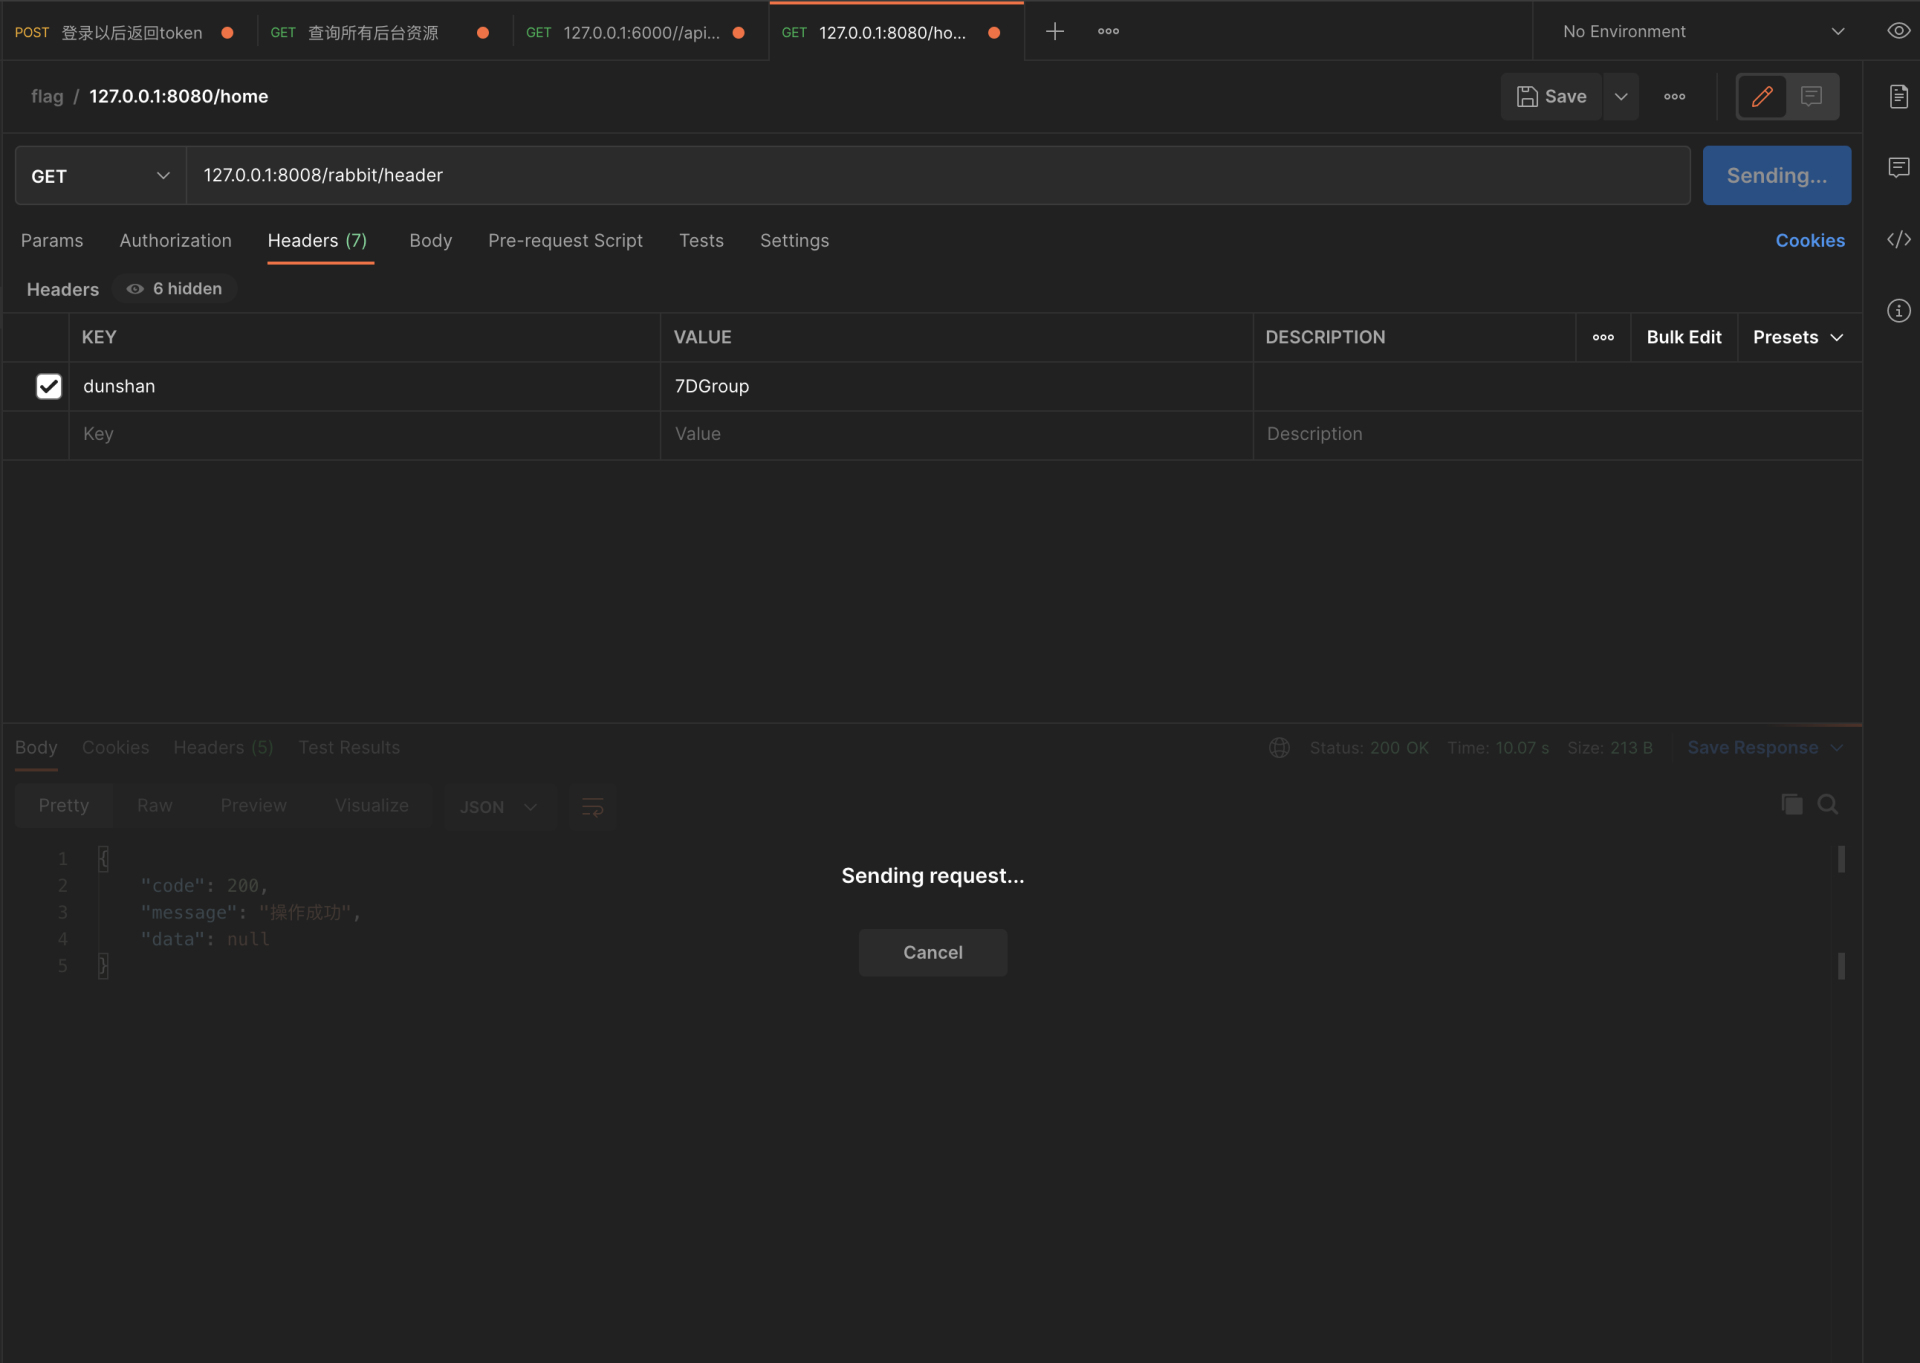 POST 登录以后返回token GET 查询所有后台资源 GET 127.0.0.1:6000//api... GET 127.0.0.1:8080/ho... No Environment
flag / 127.0.0.1:8080/home Save
GET 127.0.0.1:8008/rabbit/header Sending...
Params Authorization Headers (7) Body Pre-request Script Tests Settings Cookies
Headers 6 hidden
KEY VALUE DESCRIPTION Bulk Edit Presets
dunshan 7DGroup
Key Value Description
Body Cookies Headers (5) Test Results Status: 200 OK Time: 10.07 s Size: 213 B Save Response
Pretty Raw Preview Visualize JSON
1 {
2 "code": 200,
3 "message": "操作成功",
4 "data": null
5 }
Sending request...
Cancel